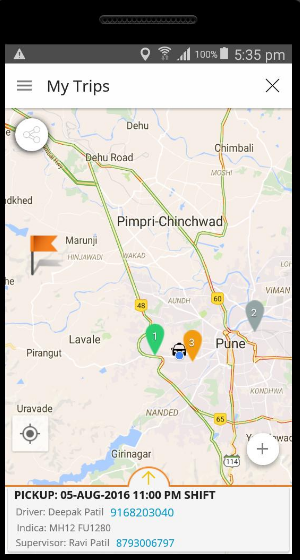 100% 5:35 pm
My Trips
Dehu
Chimbali
Dehu Road
MOSHI
Pimpri-Chinchwad
Marunji
HINJAWADI
WAKAD
48
AUNDH
60
2
VIMAN
1
3
Lavale
Pune
Pirangut
KONDHWA
NANDED
Uravade
65
Girinagar
114
PICKUP: 05-AUG-2016 11:00 PM SHIFT
Driver: Deepak Patil 9168203040
Indica: MH12 FU1280
Supervisor: Ravi Patil 8793006797